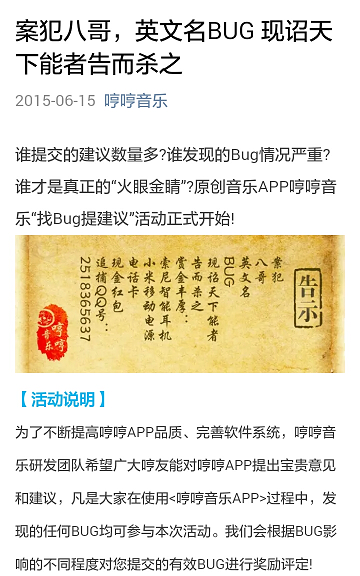 案犯八哥，英文名BUG 现诏天
下能者告而杀之
2015-06-15 哼哼音乐
谁提交的建议数量多?谁发现的Bug情况严重?
谁才是真正的“火眼金睛”?原创音乐APP哼哼音
乐“找Bug提建议”活动正式开始!
告示
案犯
八哥
英文名
BUG
现诏天下能者
告而杀之
赏金丰厚：
索尼智能耳机
小米移动电源
电话卡
现金红包
追捕QQ号：
2518365637
哼哼
音乐
【活动说明】
为了不断提高哼哼APP品质、完善软件系统，哼哼音
乐研发团队希望广大哼友能对哼哼APP提出宝贵意见
和建议，凡是大家在使用<哼哼音乐APP>过程中，发
现的任何BUG均可参与本次活动。我们会根据BUG影
响的不同程度对您提交的有效BUG进行奖励评定!